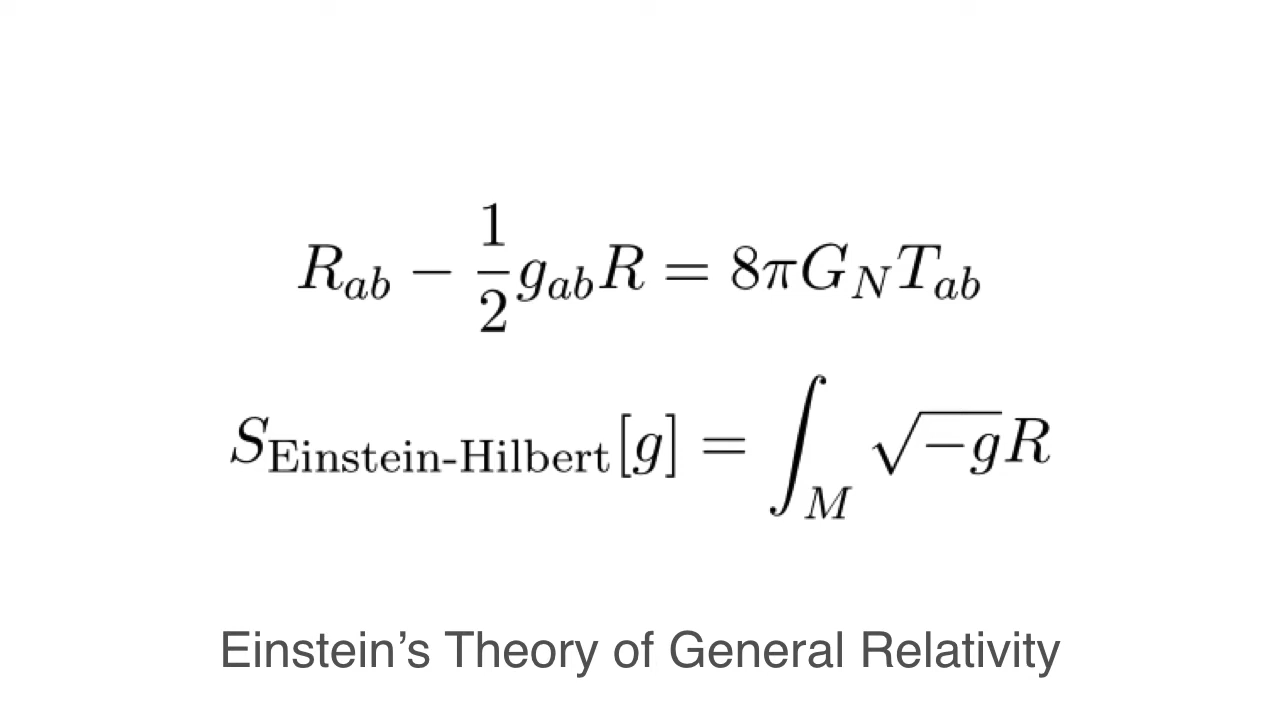 R_{ab} - \frac{1}{2} g_{ab} R = 8\pi G_N T_{ab}
S_{Einstein-Hilbert}[g] = \int_M \sqrt{-g} R
Einstein’s Theory of General Relativity